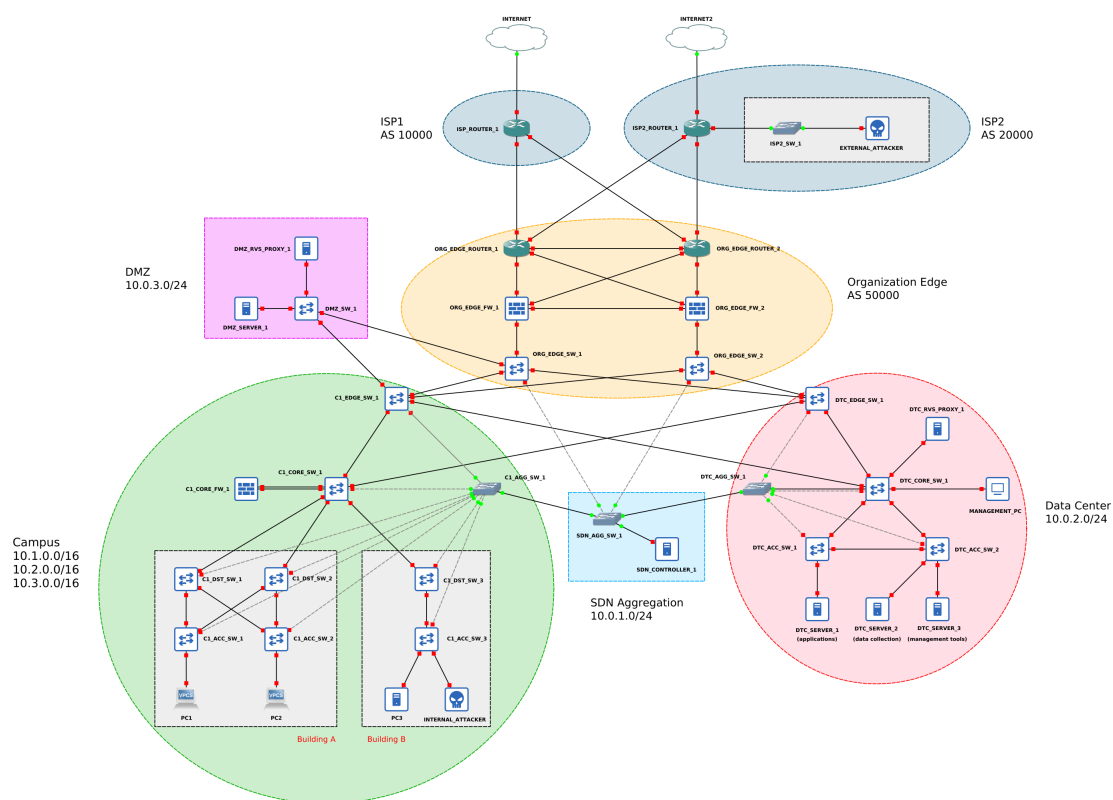 INTERNET
INTERNET2
ISP1
AS 10000
ISP_ROUTER_1
ISP2_ROUTER_1
ISP2_SW_1
EXTERNAL_ATTACKER
ISP2
AS 20000
DMZ
10.0.3.0/24
DMZ_RVS_PROXY_1
DMZ_SERVER_1
DMZ_SW_1
ORG_EDGE_ROUTER_1
ORG_EDGE_ROUTER_2
ORG_EDGE_FW_1
ORG_EDGE_FW_2
ORG_EDGE_SW_1
ORG_EDGE_SW_2
Organization Edge
AS 50000
C1_EDGE_SW_1
DTC_EDGE_SW_1
DTC_RVS_PROXY_1
C1_CORE_SW_1
C1_CORE_FW_1
C1_AGG_SW_1
DTC_AGG_SW_1
DTC_CORE_SW_1
MANAGEMENT_PC
Data Center
10.0.2.0/24
SDN_AGG_SW_1
SDN_CONTROLLER_1
SDN Aggregation
10.0.1.0/24
DTC_ACC_SW_1
DTC_ACC_SW_2
DTC_SERVER_1
(applications)
DTC_SERVER_2
(data collection)
DTC_SERVER_3
(management tools)
Campus
10.1.0.0/16
10.2.0.0/16
10.3.0.0/16
C1_DST_SW_1
C1_DST_SW_2
C1_DST_SW_3
C1_ACC_SW_1
C1_ACC_SW_2
C1_ACC_SW_3
VPCS
VPCS
PC1
PC2
PC3
INTERNAL_ATTACKER
Building A
Building B